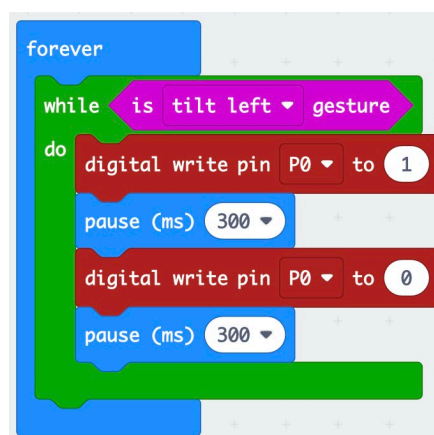 forever
while is tilt left gesture
do
digital write pin P0 to 1
pause (ms) 300
digital write pin P0 to 0
pause (ms) 300